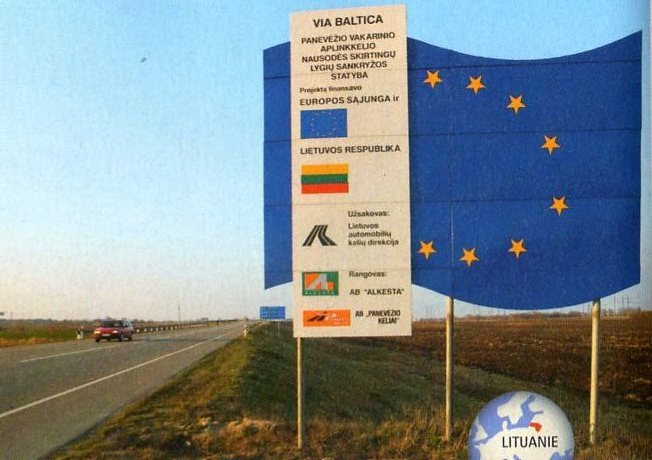 VIA BALTICA
PANEVĖŽIO VAKARINIO
APLINKKELIO
NAUSODĖS SKIRTINGŲ
LYGIŲ SANKRYŽOS
STATYBA
Projektą finansavo
EUROPOS SĄJUNGA ir
LIETUVOS RESPUBLIKA
Užsakovas:
Lietuvos
automobilių
kelių direkcija
Rangovas:
ALKESTA
AB "ALKESTA"
AB „PANEVĖŽIO
KELIAI"
LITUANIE